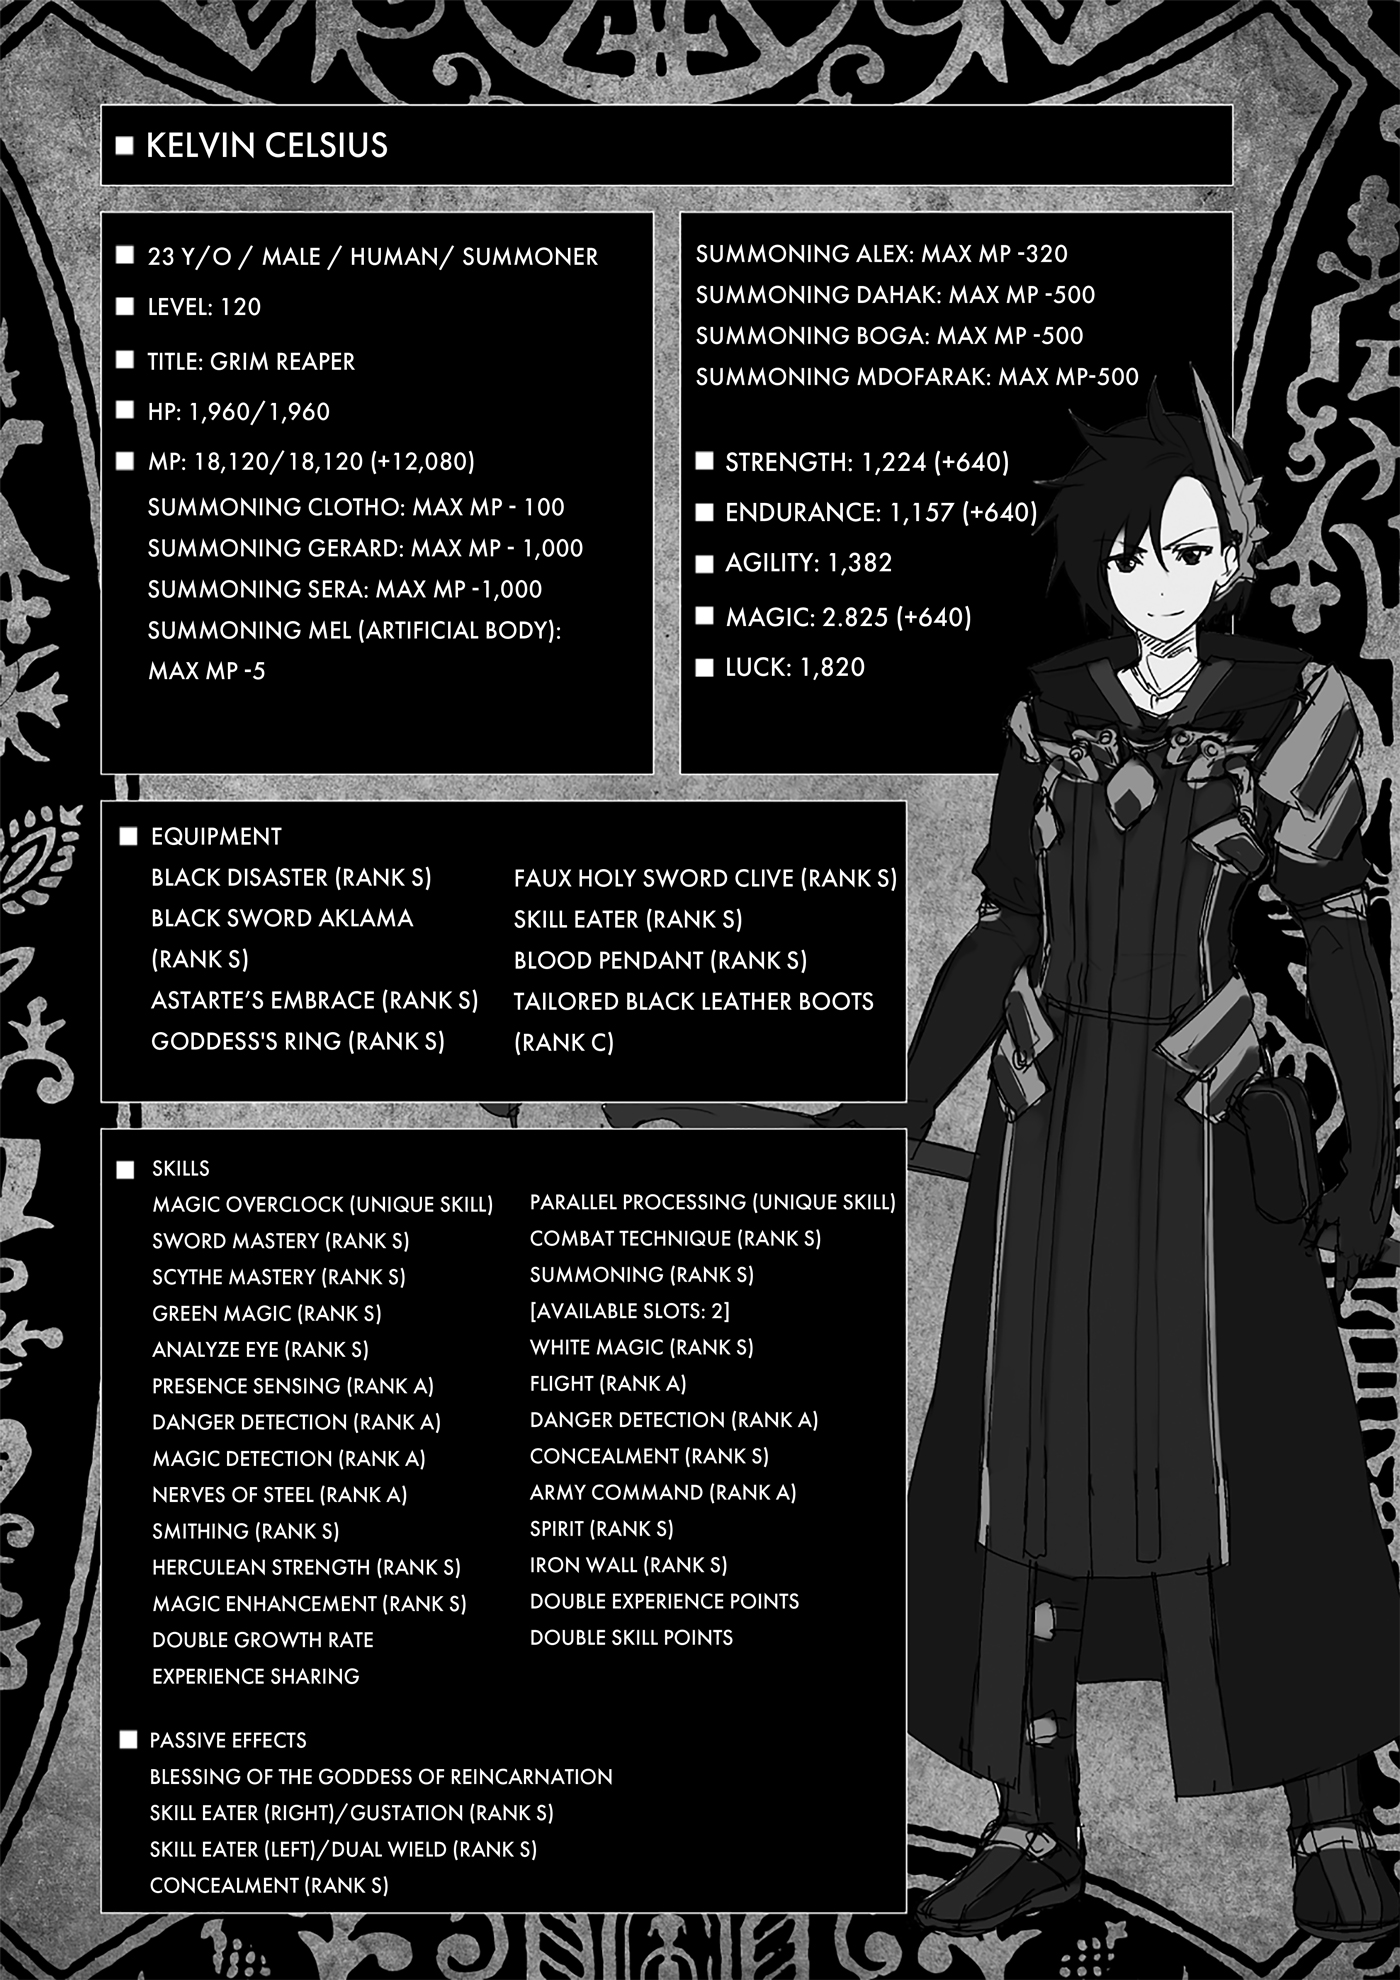 KELVIN CELSIUS
23 Y/O / MALE / HUMAN/ SUMMONER
LEVEL: 120
TITLE: GRIM REAPER
HP: 1,960/1,960
MP: 18,120/18,120 (+12,080)
SUMMONING CLOTHO: MAX MP - 100
SUMMONING GERARD: MAX MP - 1,000
SUMMONING SERA: MAX MP -1,000
SUMMONING MEL (ARTIFICIAL BODY):
MAX MP -5
SUMMONING ALEX: MAX MP -320
SUMMONING DAHAK: MAX MP -500
SUMMONING BOGA: MAX MP -500
SUMMONING MDOFARAK: MAX MP-500
STRENGTH: 1,224 (+640)
ENDURANCE: 1,157 (+640)
AGILITY: 1,382
MAGIC: 2.825 (+640)
LUCK: 1,820
EQUIPMENT
BLACK DISASTER (RANK S)
BLACK SWORD AKLAMA
(RANK S)
ASTARTE’S EMBRACE (RANK S)
GODDESS'S RING (RANK S)
FAUX HOLY SWORD CLIVE (RANK S)
SKILL EATER (RANK S)
BLOOD PENDANT (RANK S)
TAILORED BLACK LEATHER BOOTS
(RANK C)
SKILLS
MAGIC OVERCLOCK (UNIQUE SKILL)
SWORD MASTERY (RANK S)
SCYTHE MASTERY (RANK S)
GREEN MAGIC (RANK S)
ANALYZE EYE (RANK S)
PRESENCE SENSING (RANK A)
DANGER DETECTION (RANK A)
MAGIC DETECTION (RANK A)
NERVES OF STEEL (RANK A)
SMITHING (RANK S)
HERCULEAN STRENGTH (RANK S)
MAGIC ENHANCEMENT (RANK S)
DOUBLE GROWTH RATE
EXPERIENCE SHARING
PARALLEL PROCESSING (UNIQUE SKILL)
COMBAT TECHNIQUE (RANK S)
SUMMONING (RANK S)
[AVAILABLE SLOTS: 2]
WHITE MAGIC (RANK S)
FLIGHT (RANK A)
DANGER DETECTION (RANK A)
CONCEALMENT (RANK S)
ARMY COMMAND (RANK A)
SPIRIT (RANK S)
IRON WALL (RANK S)
DOUBLE EXPERIENCE POINTS
DOUBLE SKILL POINTS
PASSIVE EFFECTS
BLESSING OF THE GODDESS OF REINCARNATION
SKILL EATER (RIGHT)/GUSTATION (RANK S)
SKILL EATER (LEFT)/DUAL WIELD (RANK S)
CONCEALMENT (RANK S)